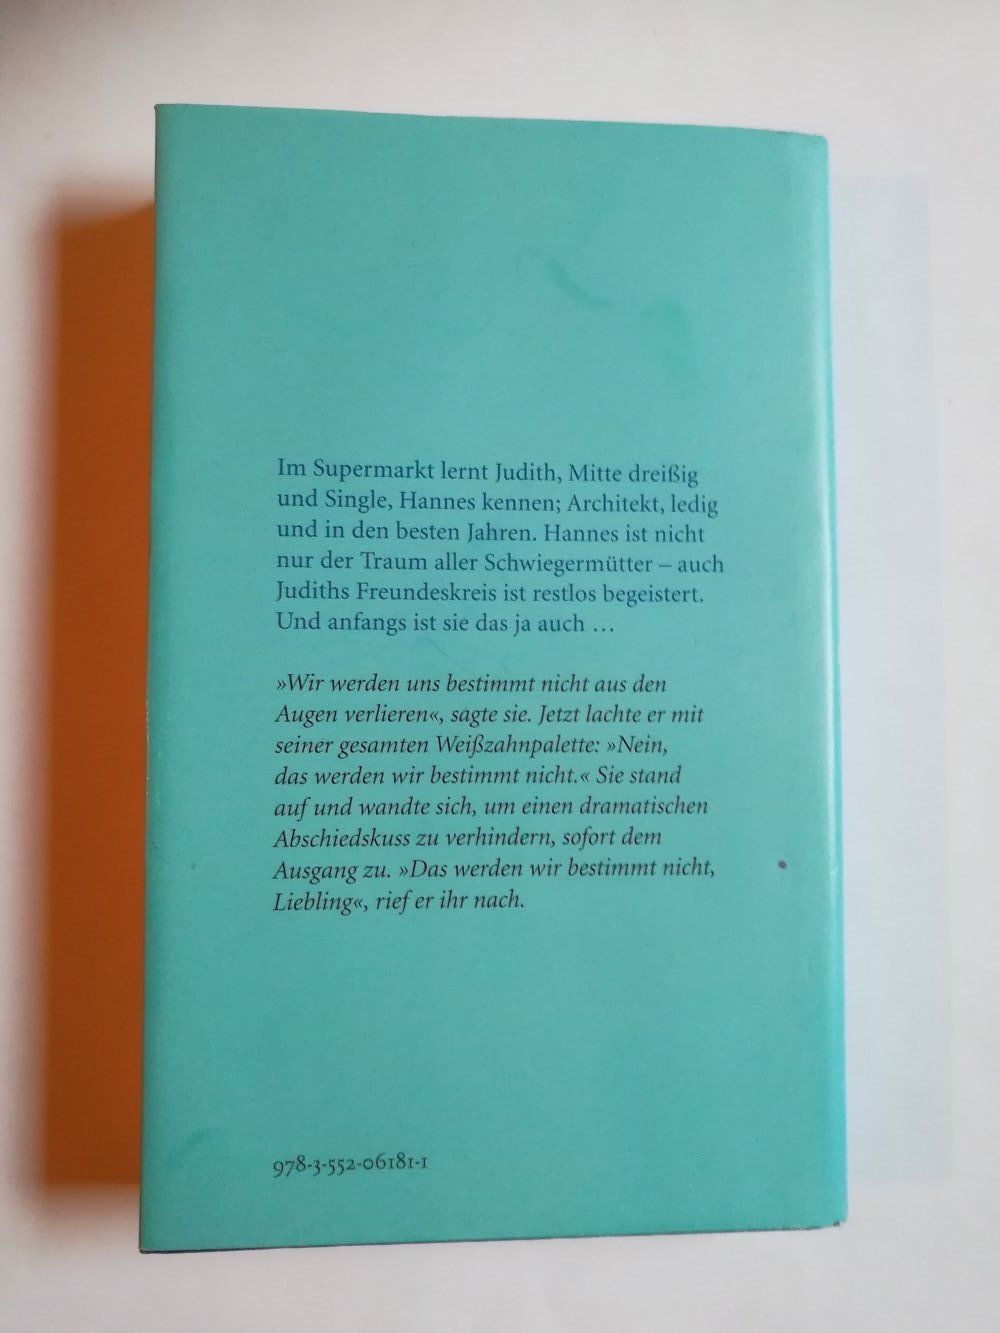 Im Supermarkt lernt Judith, Mitte dreißig
und Single, Hannes kennen; Architekt, ledig
und in den besten Jahren. Hannes ist nicht
nur der Traum aller Schwiegermütter – auch
Judiths Freundeskreis ist restlos begeistert.
Und anfangs ist sie das ja auch …
»Wir werden uns bestimmt nicht aus den
Augen verlieren«, sagte sie. Jetzt lachte er mit
seiner gesamten Weißzahnpalette: »Nein,
das werden wir bestimmt nicht.« Sie stand
auf und wandte sich, um einen dramatischen
Abschiedskuss zu verhindern, sofort dem
Ausgang zu. »Das werden wir bestimmt nicht,
Liebling«, rief er ihr nach.
978-3-552-06181-1